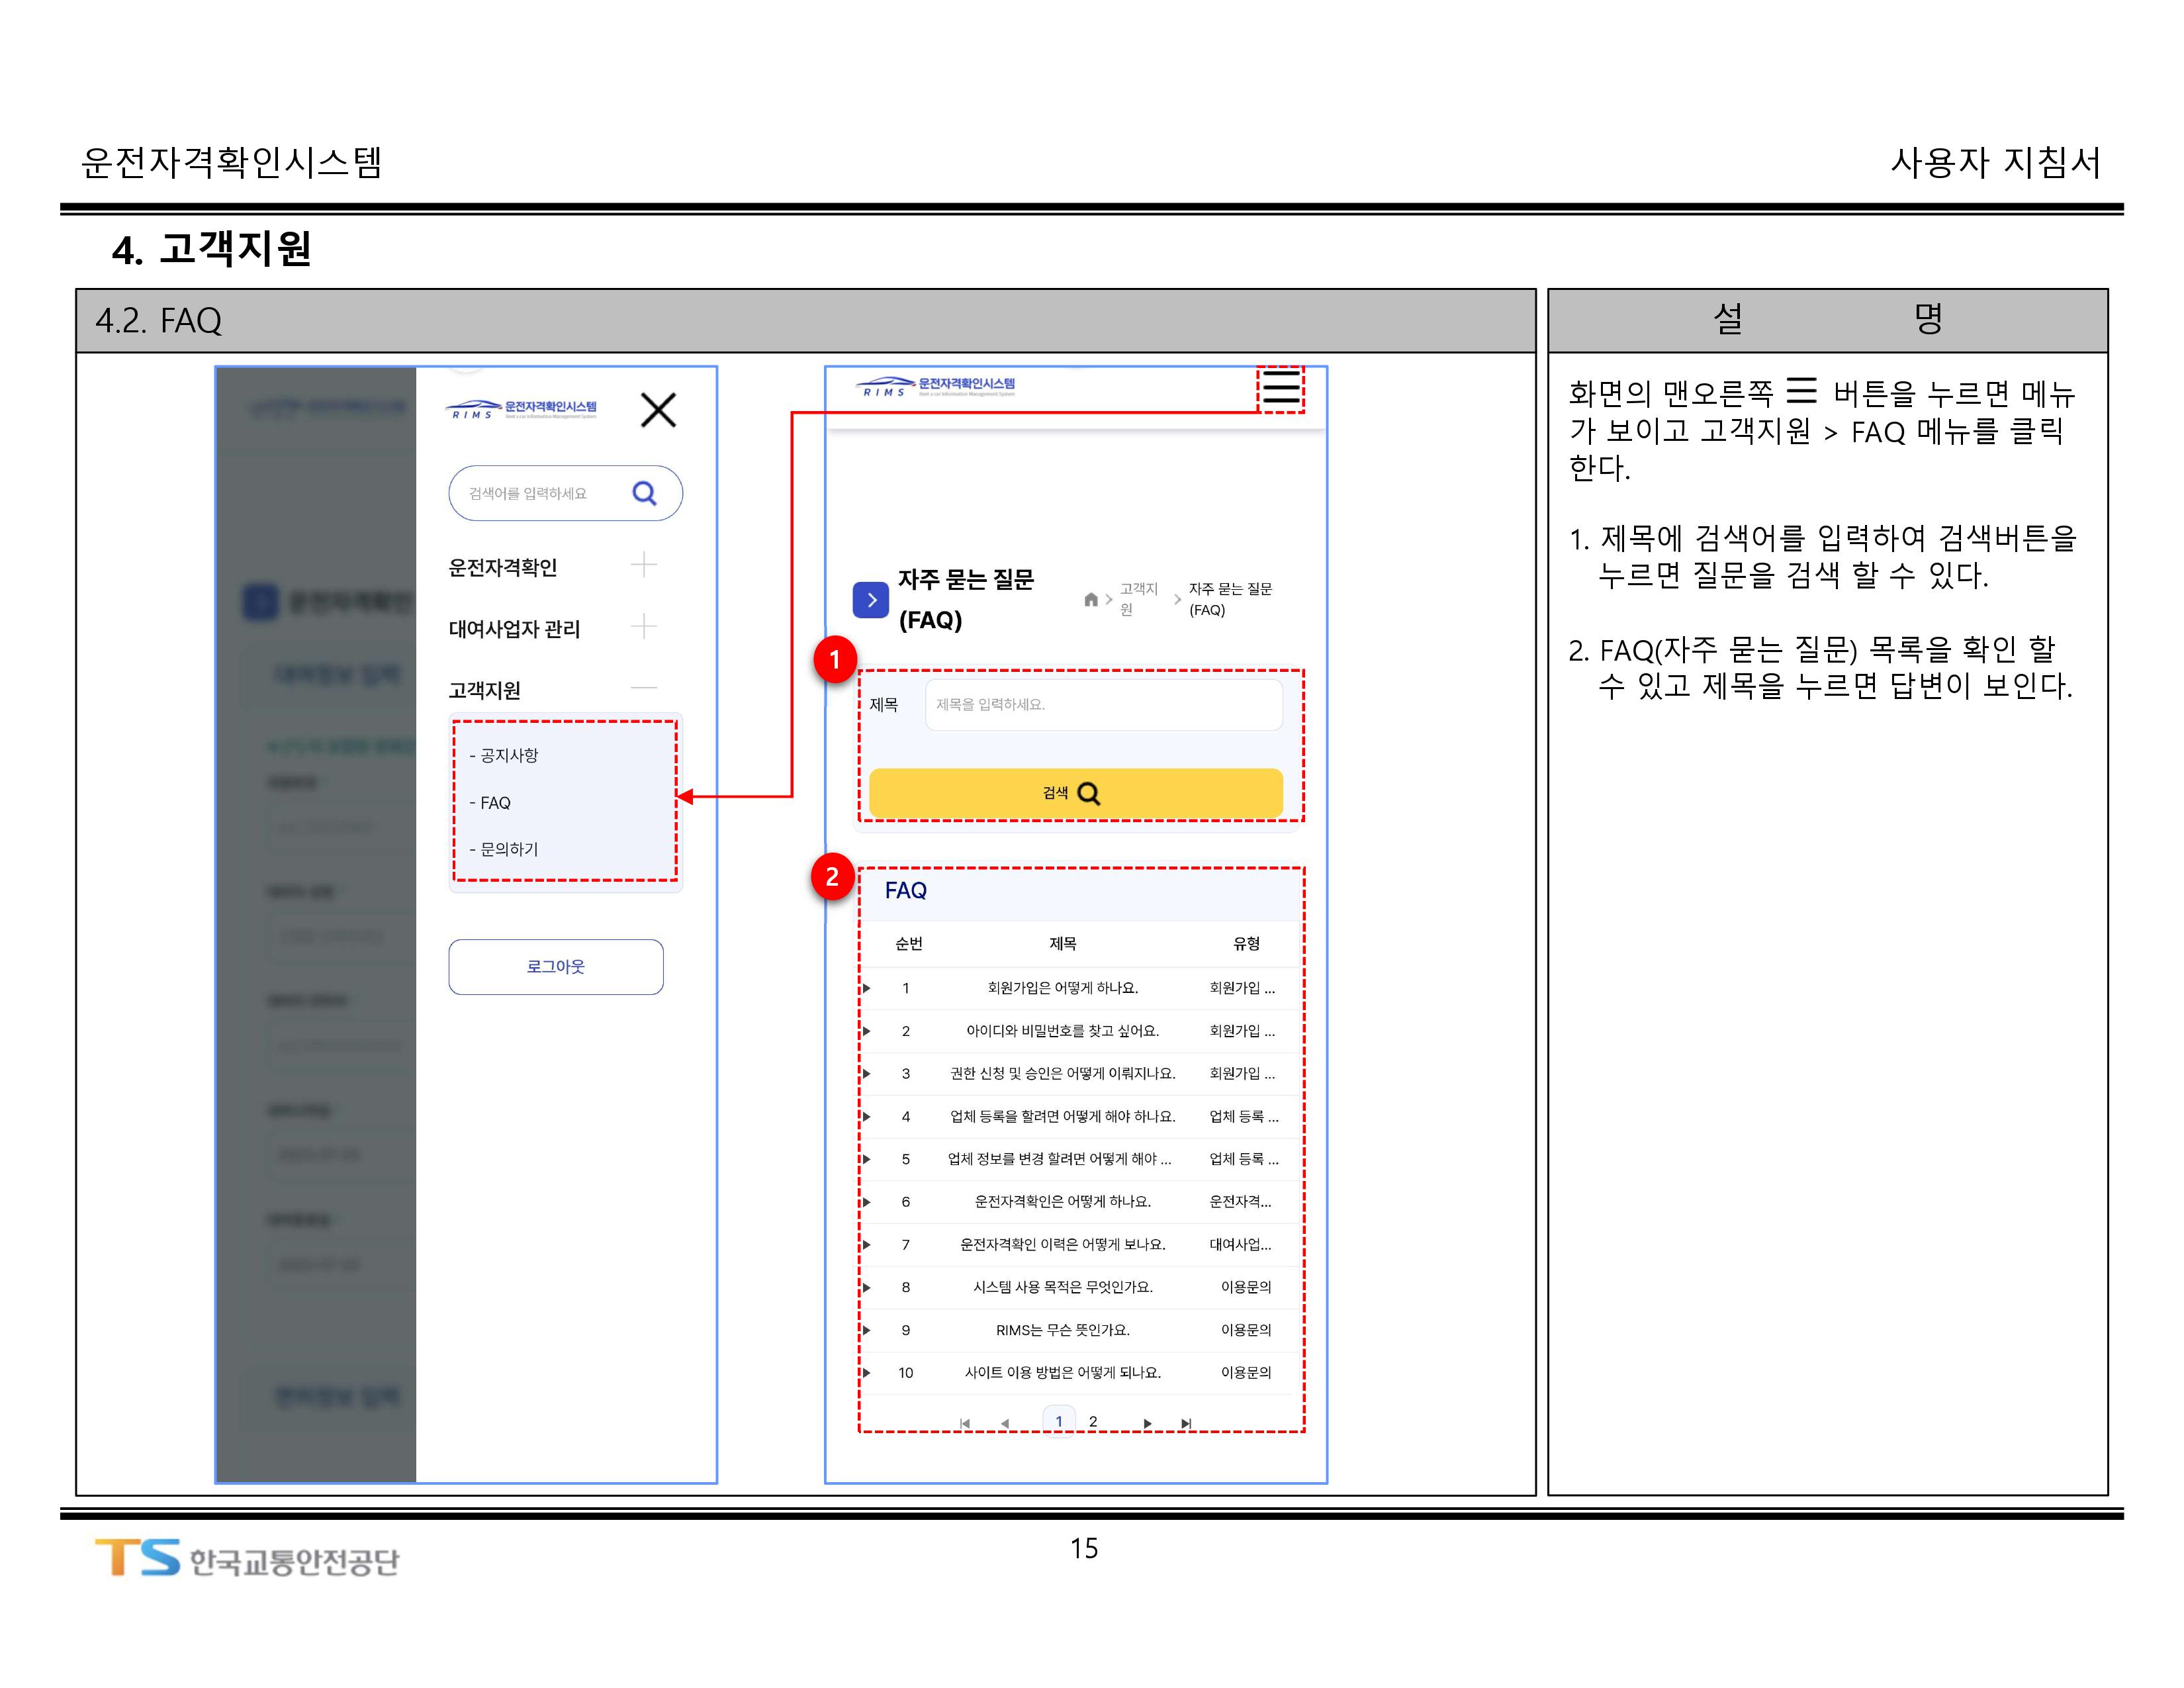 운전자격확인시스템
사용자 지침서
4. 고객지원
4.2. FAQ
설 명
RIMS 운전자격확인시스템
Rent a car Information Management System
검색어를 입력하세요
운전자격확인
대여사업자 관리
고객지원
- 공지사항
- FAQ
- 문의하기
로그아웃
RIMS 운전자격확인시스템
Rent a car Information Management System
자주 묻는 질문
(FAQ)
고객지
원
자주 묻는 질문
(FAQ)
1
제목
제목을 입력하세요.
검색
2
FAQ
순번 제목 유형
1 회원가입은 어떻게 하나요. 회원가입 ...
2 아이디와 비밀번호를 찾고 싶어요. 회원가입 ...
3 권한 신청 및 승인은 어떻게 이뤄지나요. 회원가입 ...
4 업체 등록을 할려면 어떻게 해야 하나요. 업체 등록 ...
5 업체 정보를 변경 할려면 어떻게 해야 ... 업체 등록 ...
6 운전자격확인은 어떻게 하나요. 운전자격...
7 운전자격확인 이력은 어떻게 보나요. 대여사업...
8 시스템 사용 목적은 무엇인가요. 이용문의
9 RIMS는 무슨 뜻인가요. 이용문의
10 사이트 이용 방법은 어떻게 되나요. 이용문의
1 2
화면의 맨오른쪽 ☰ 버튼을 누르면 메뉴
가 보이고 고객지원 > FAQ 메뉴를 클릭
한다.
1. 제목에 검색어를 입력하여 검색버튼을
누르면 질문을 검색 할 수 있다.
2. FAQ(자주 묻는 질문) 목록을 확인 할
수 있고 제목을 누르면 답변이 보인다.
TS 한국교통안전공단
15